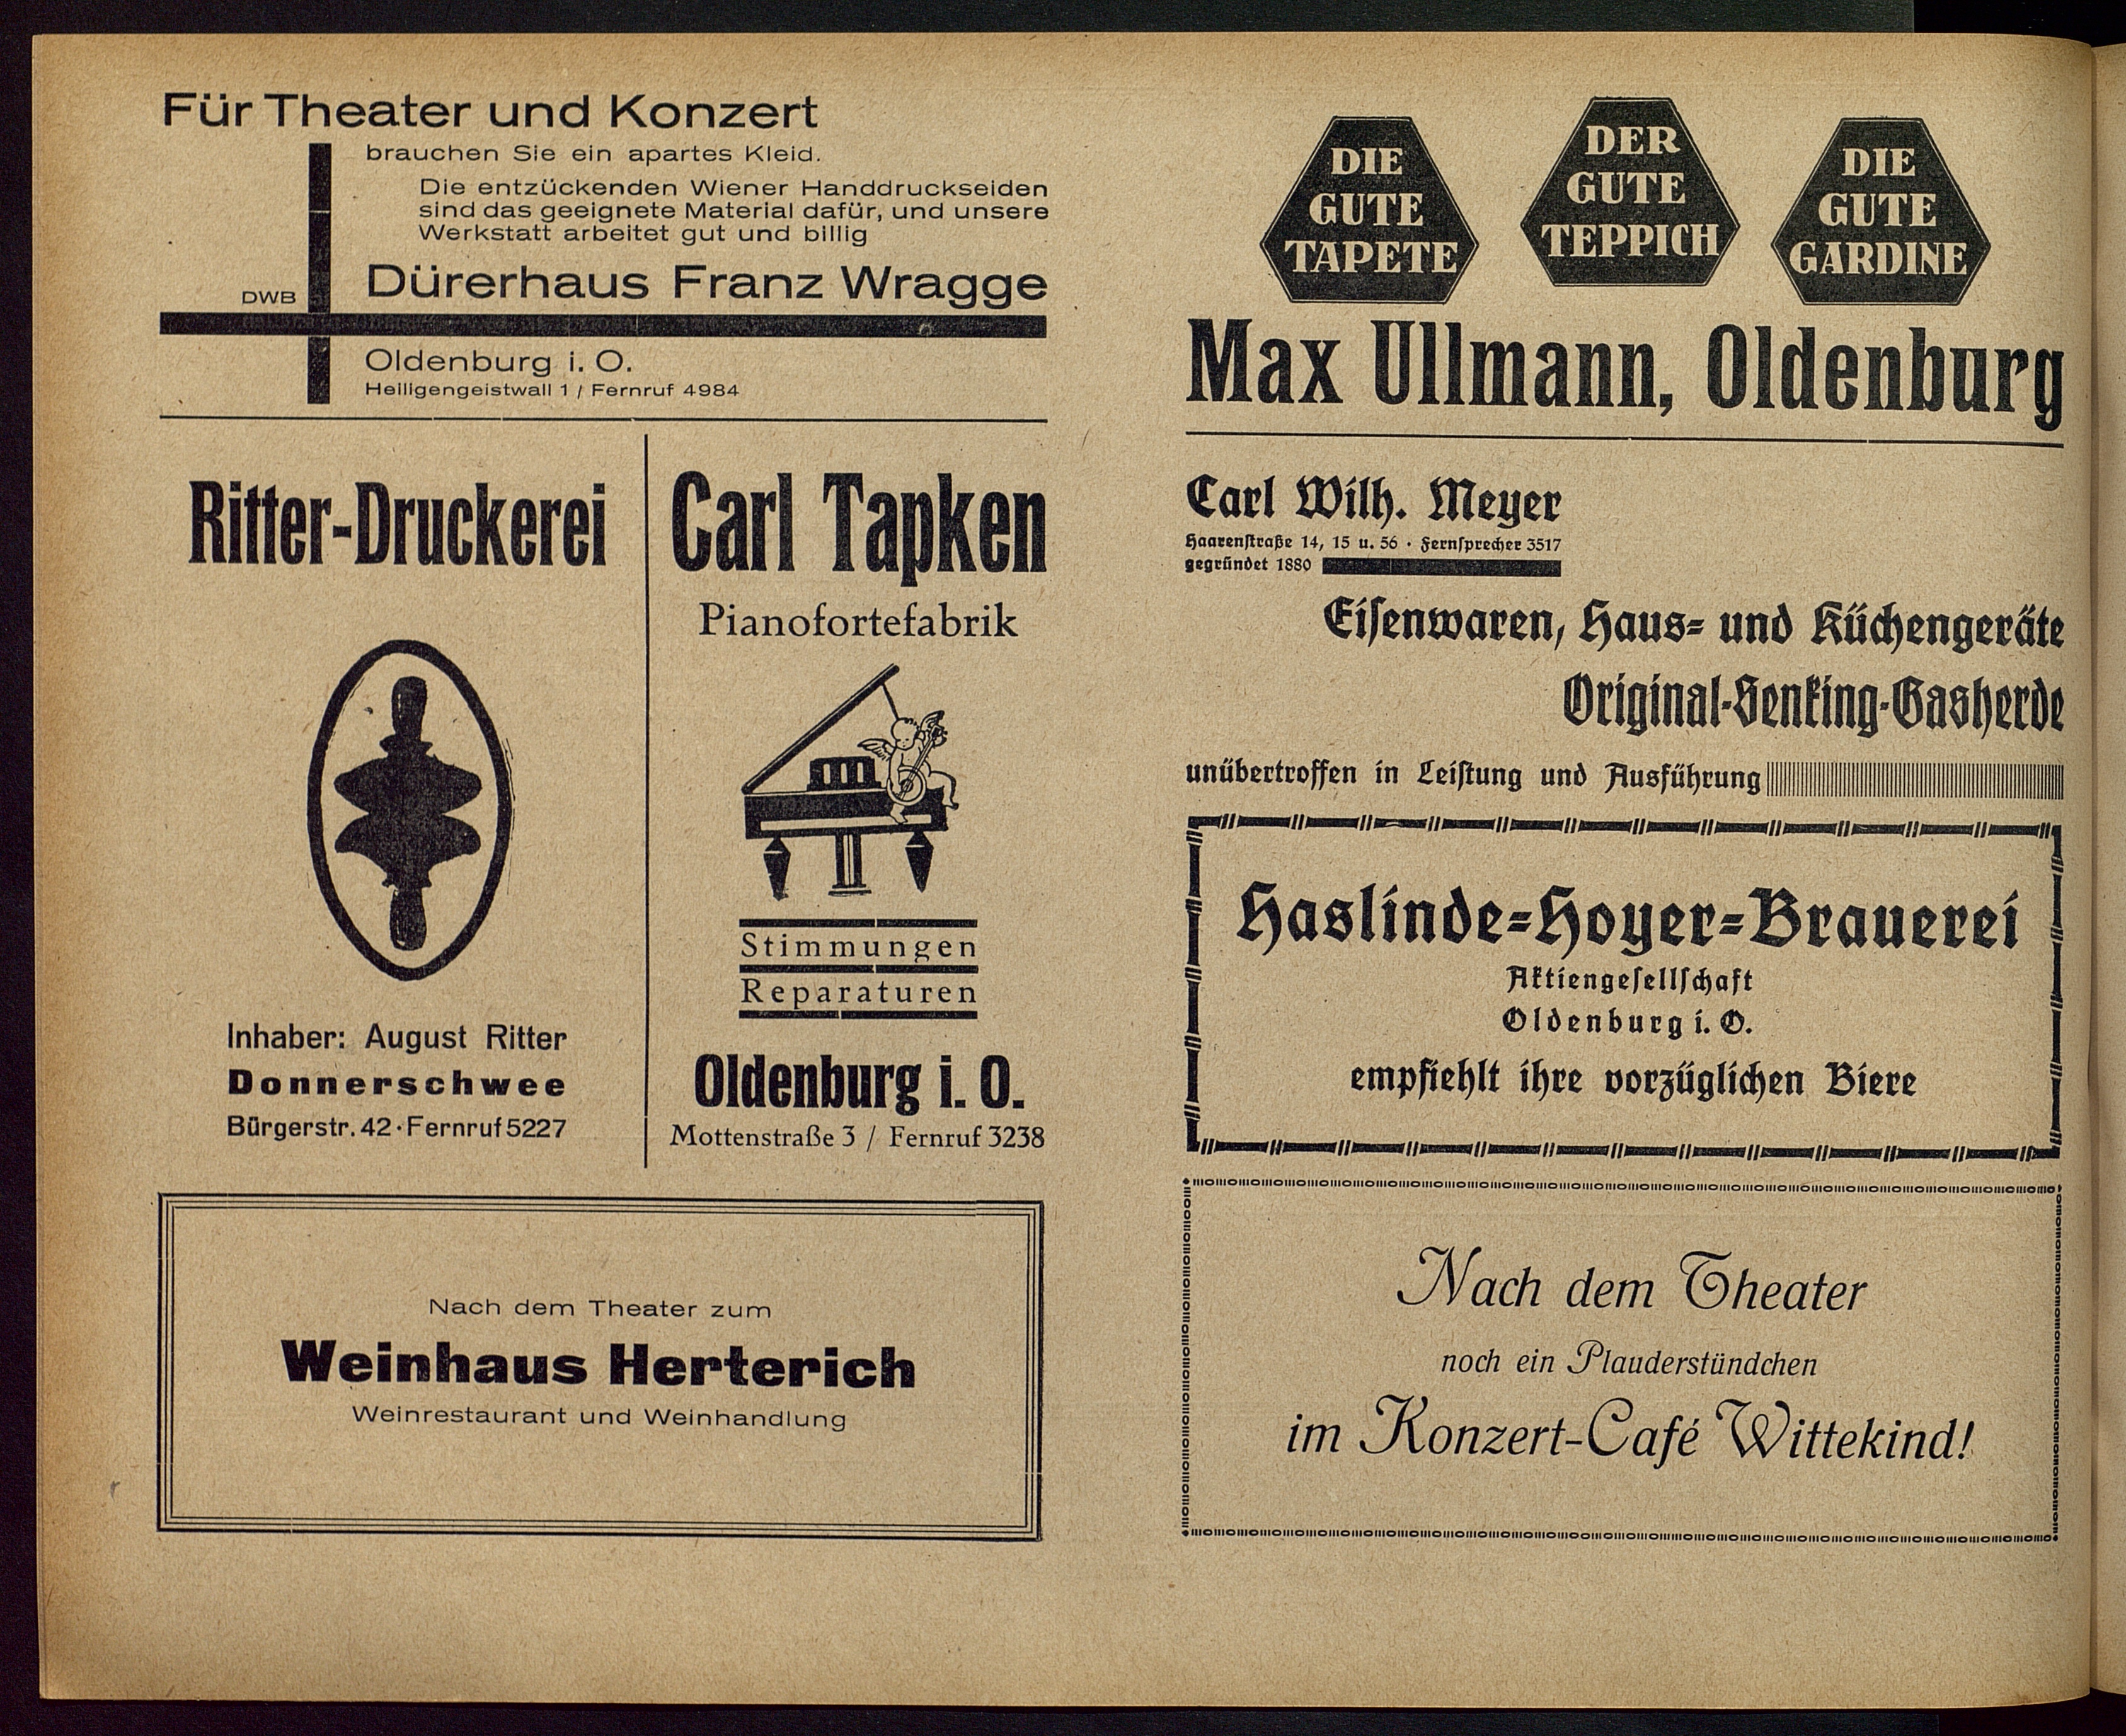 Für Theater und Konzert
brauchen Sie ein apartes Kleid.
Die entzückenden Wiener Handdruckseiden
sind das geeignete Material dafür, und unsere
Werkstatt arbeitet gut und billig
Dürerhaus Franz Wragge
DWB
Oldenburg i. O.
Heiligengeistwall 1 / Fernruf 4984
Ritter-Druckerei
Inhaber: August Ritter
Donnerschwee
Bürgerstr. 42 · Fernruf 5227
Carl Tapken
Pianofortefabrik
Stimmungen
Reparaturen
Oldenburg i. O.
Mottenstraße 3 / Fernruf 3238
Nach dem Theater zum
Weinhaus Herterich
Weinrestaurant und Weinhandlung
DIE
GUTE
TAPETE
DER
GUTE
TEPPICH
DIE
GUTE
GARDINE
Max Ullmann, Oldenburg
Carl Wilh. Meyer
Haarenſtraße 14, 15 u. 56 · Fernſprecher 3517
gegründet 1880
Eiſenwaren, Haus- und Küchengeräte
Original-Senking-Gasherde
unübertroffen in Leiſtung und Ausführung
Haslinde-Hoyer-Brauerei
Aktiengeſellſchaft
Oldenburg i. O.
empfiehlt ihre vorzüglichen Biere
Nach dem Theater
noch ein Plauderstündchen
im Konzert-Café Wittekind!